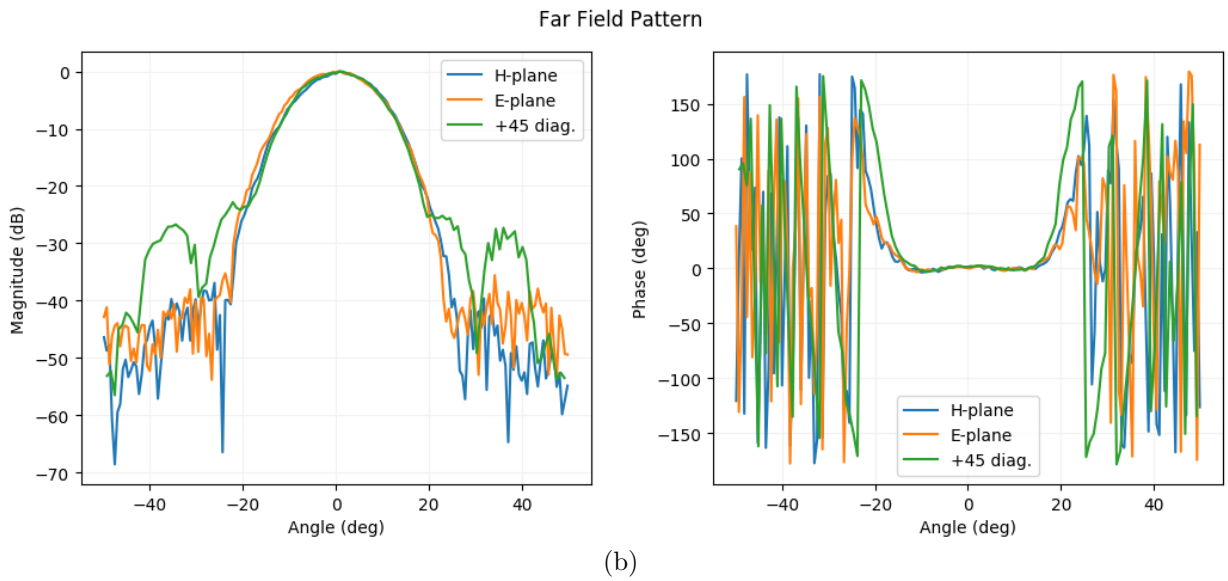 Far Field Pattern
0
−10
−20
−30
−40
−50
−60
−70
Magnitude (dB)
−40
−20
0
20
40
Angle (deg)
H-plane
E-plane
+45 diag.
150
100
50
0
−50
−100
−150
Phase (deg)
−40
−20
0
20
40
Angle (deg)
H-plane
E-plane
+45 diag.
(b)